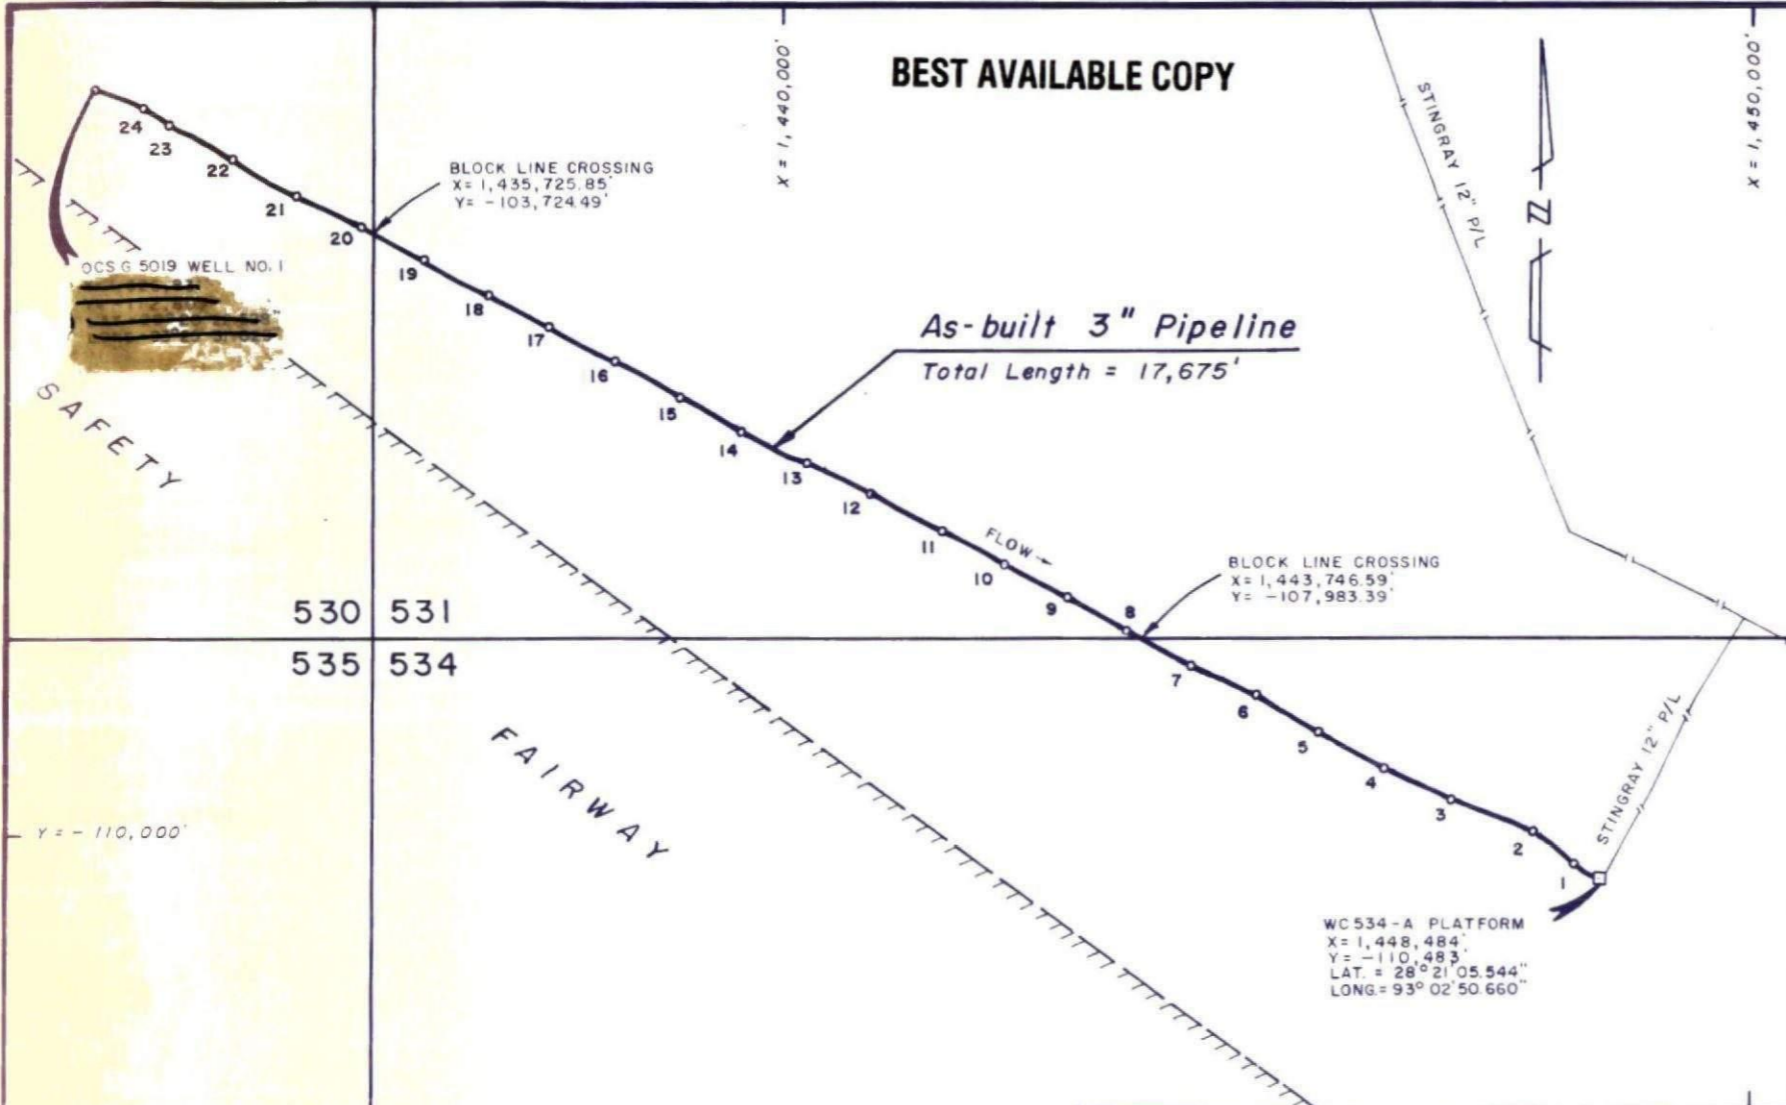 BEST AVAILABLE COPY
X = 1,440,000'
X = 1,450,000'
STINGRAY 12" P/L
N
24
23
22
21
20
19
18
17
16
15
14
13
12
11
10
9
8
7
6
5
4
3
2
1
BLOCK LINE CROSSING
X= 1,435,725.85'
Y= -103,724.49'
OCS G 5019 WELL NO. 1
As-built 3" Pipeline
Total Length = 17,675'
SAFETY
FLOW
BLOCK LINE CROSSING
X= 1,443,746.59'
Y= -107,983.39'
530 531
535 534
FAIRWAY
STINGRAY 12" P/L
Y = - 110,000'
WC 534-A PLATFORM
X= 1,448,484'
Y= -110,483'
LAT. = 28° 21' 05.544"
LONG.= 93° 02' 50.660"